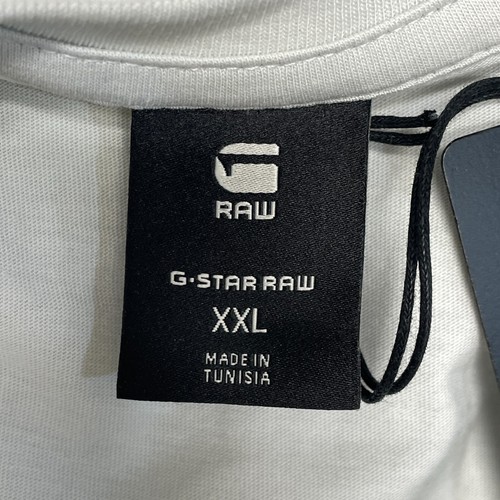 G
RAW
G-STAR RAW
XXL
MADE IN
TUNISIA